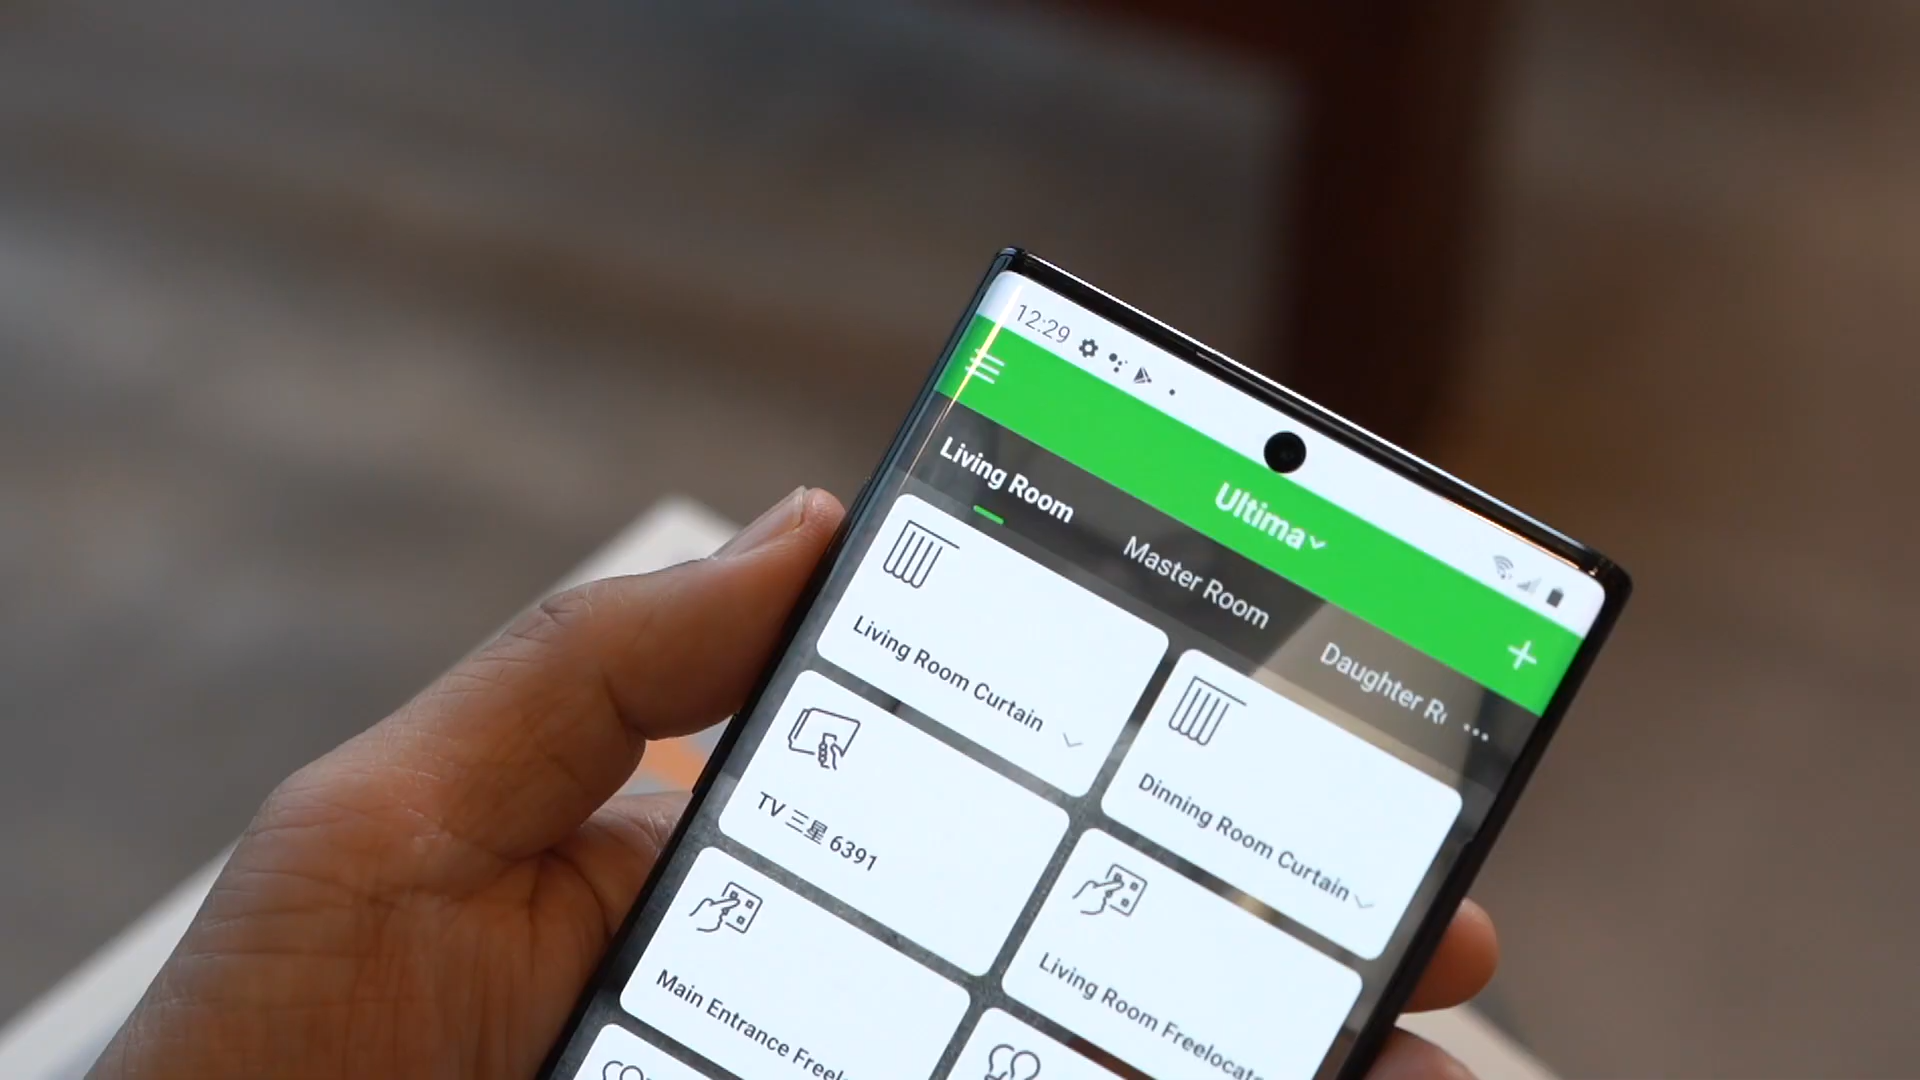 12:29
Ultima
Living Room
Master Room
Daughter R
Living Room Curtain
Dinning Room Curtain
TV 三星 6391
Living Room Freelocat
Main Entrance Freel